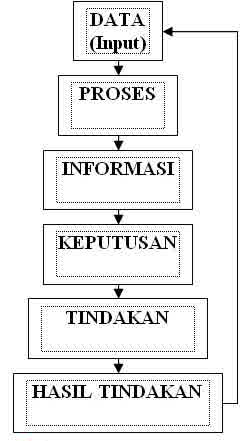 DATA
(Input)
PROSES
INFORMASI
KEPUTUSAN
TINDAKAN
HASIL TINDAKAN